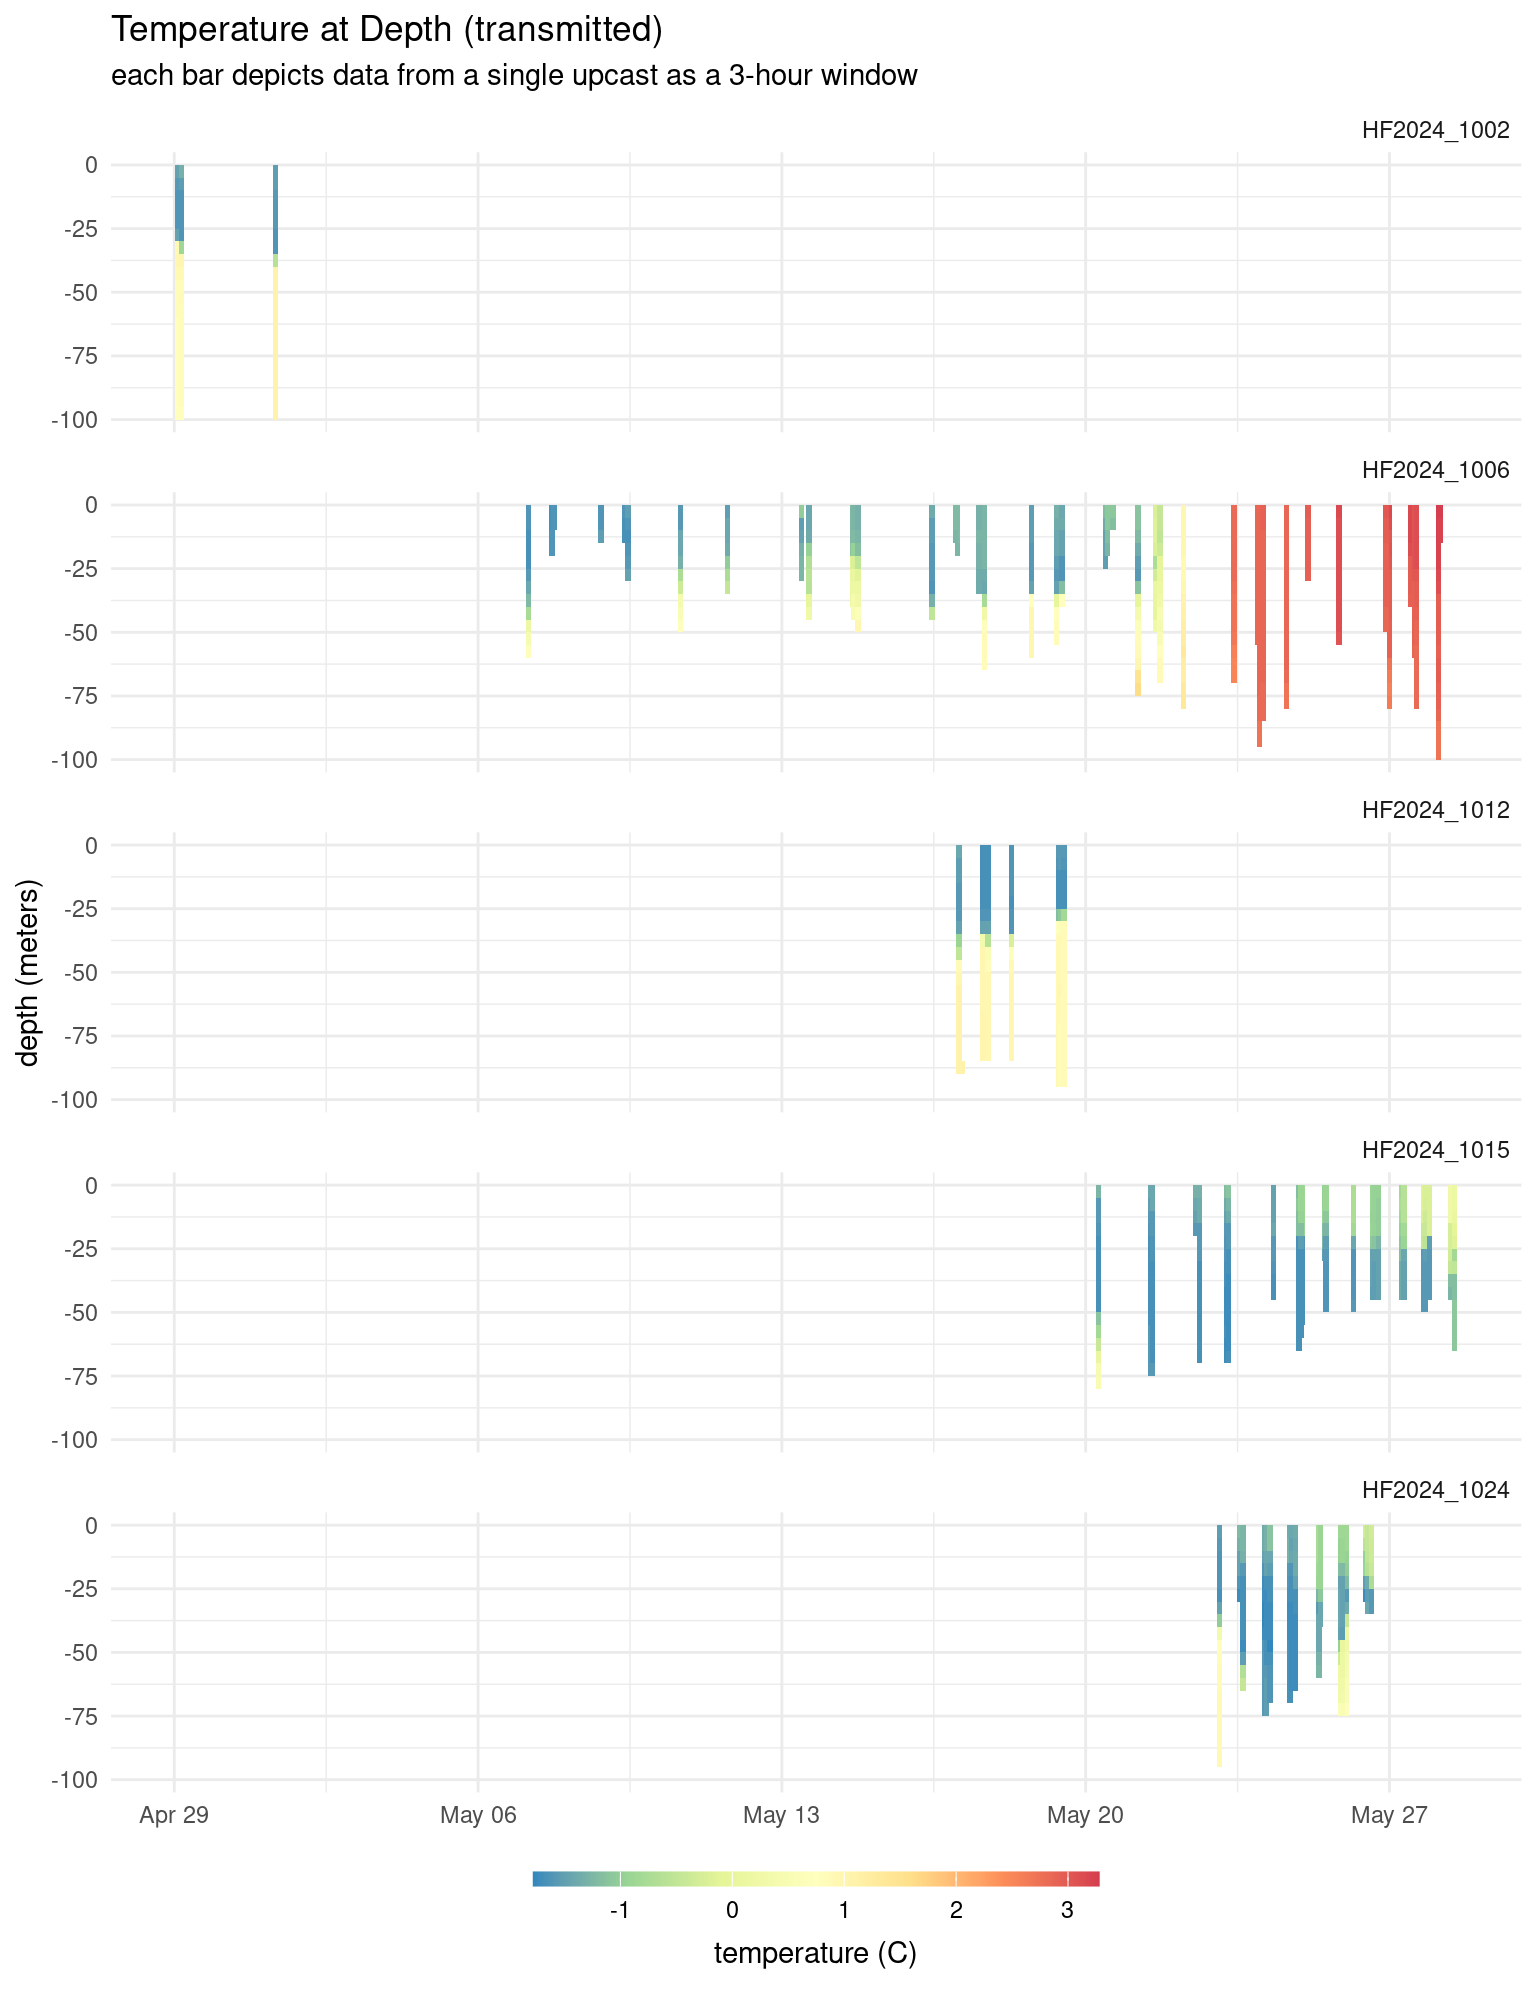 Temperature at Depth (transmitted)
each bar depicts data from a single upcast as a 3-hour window
HF2024_1002
0
-25
-50
-75
-100
HF2024_1006
0
-25
-50
-75
-100
HF2024_1012
0
-25
-50
-75
-100
depth (meters)
HF2024_1015
0
-25
-50
-75
-100
HF2024_1024
0
-25
-50
-75
-100
Apr 29 May 06 May 13 May 20 May 27
-1 0 1 2 3
temperature (C)